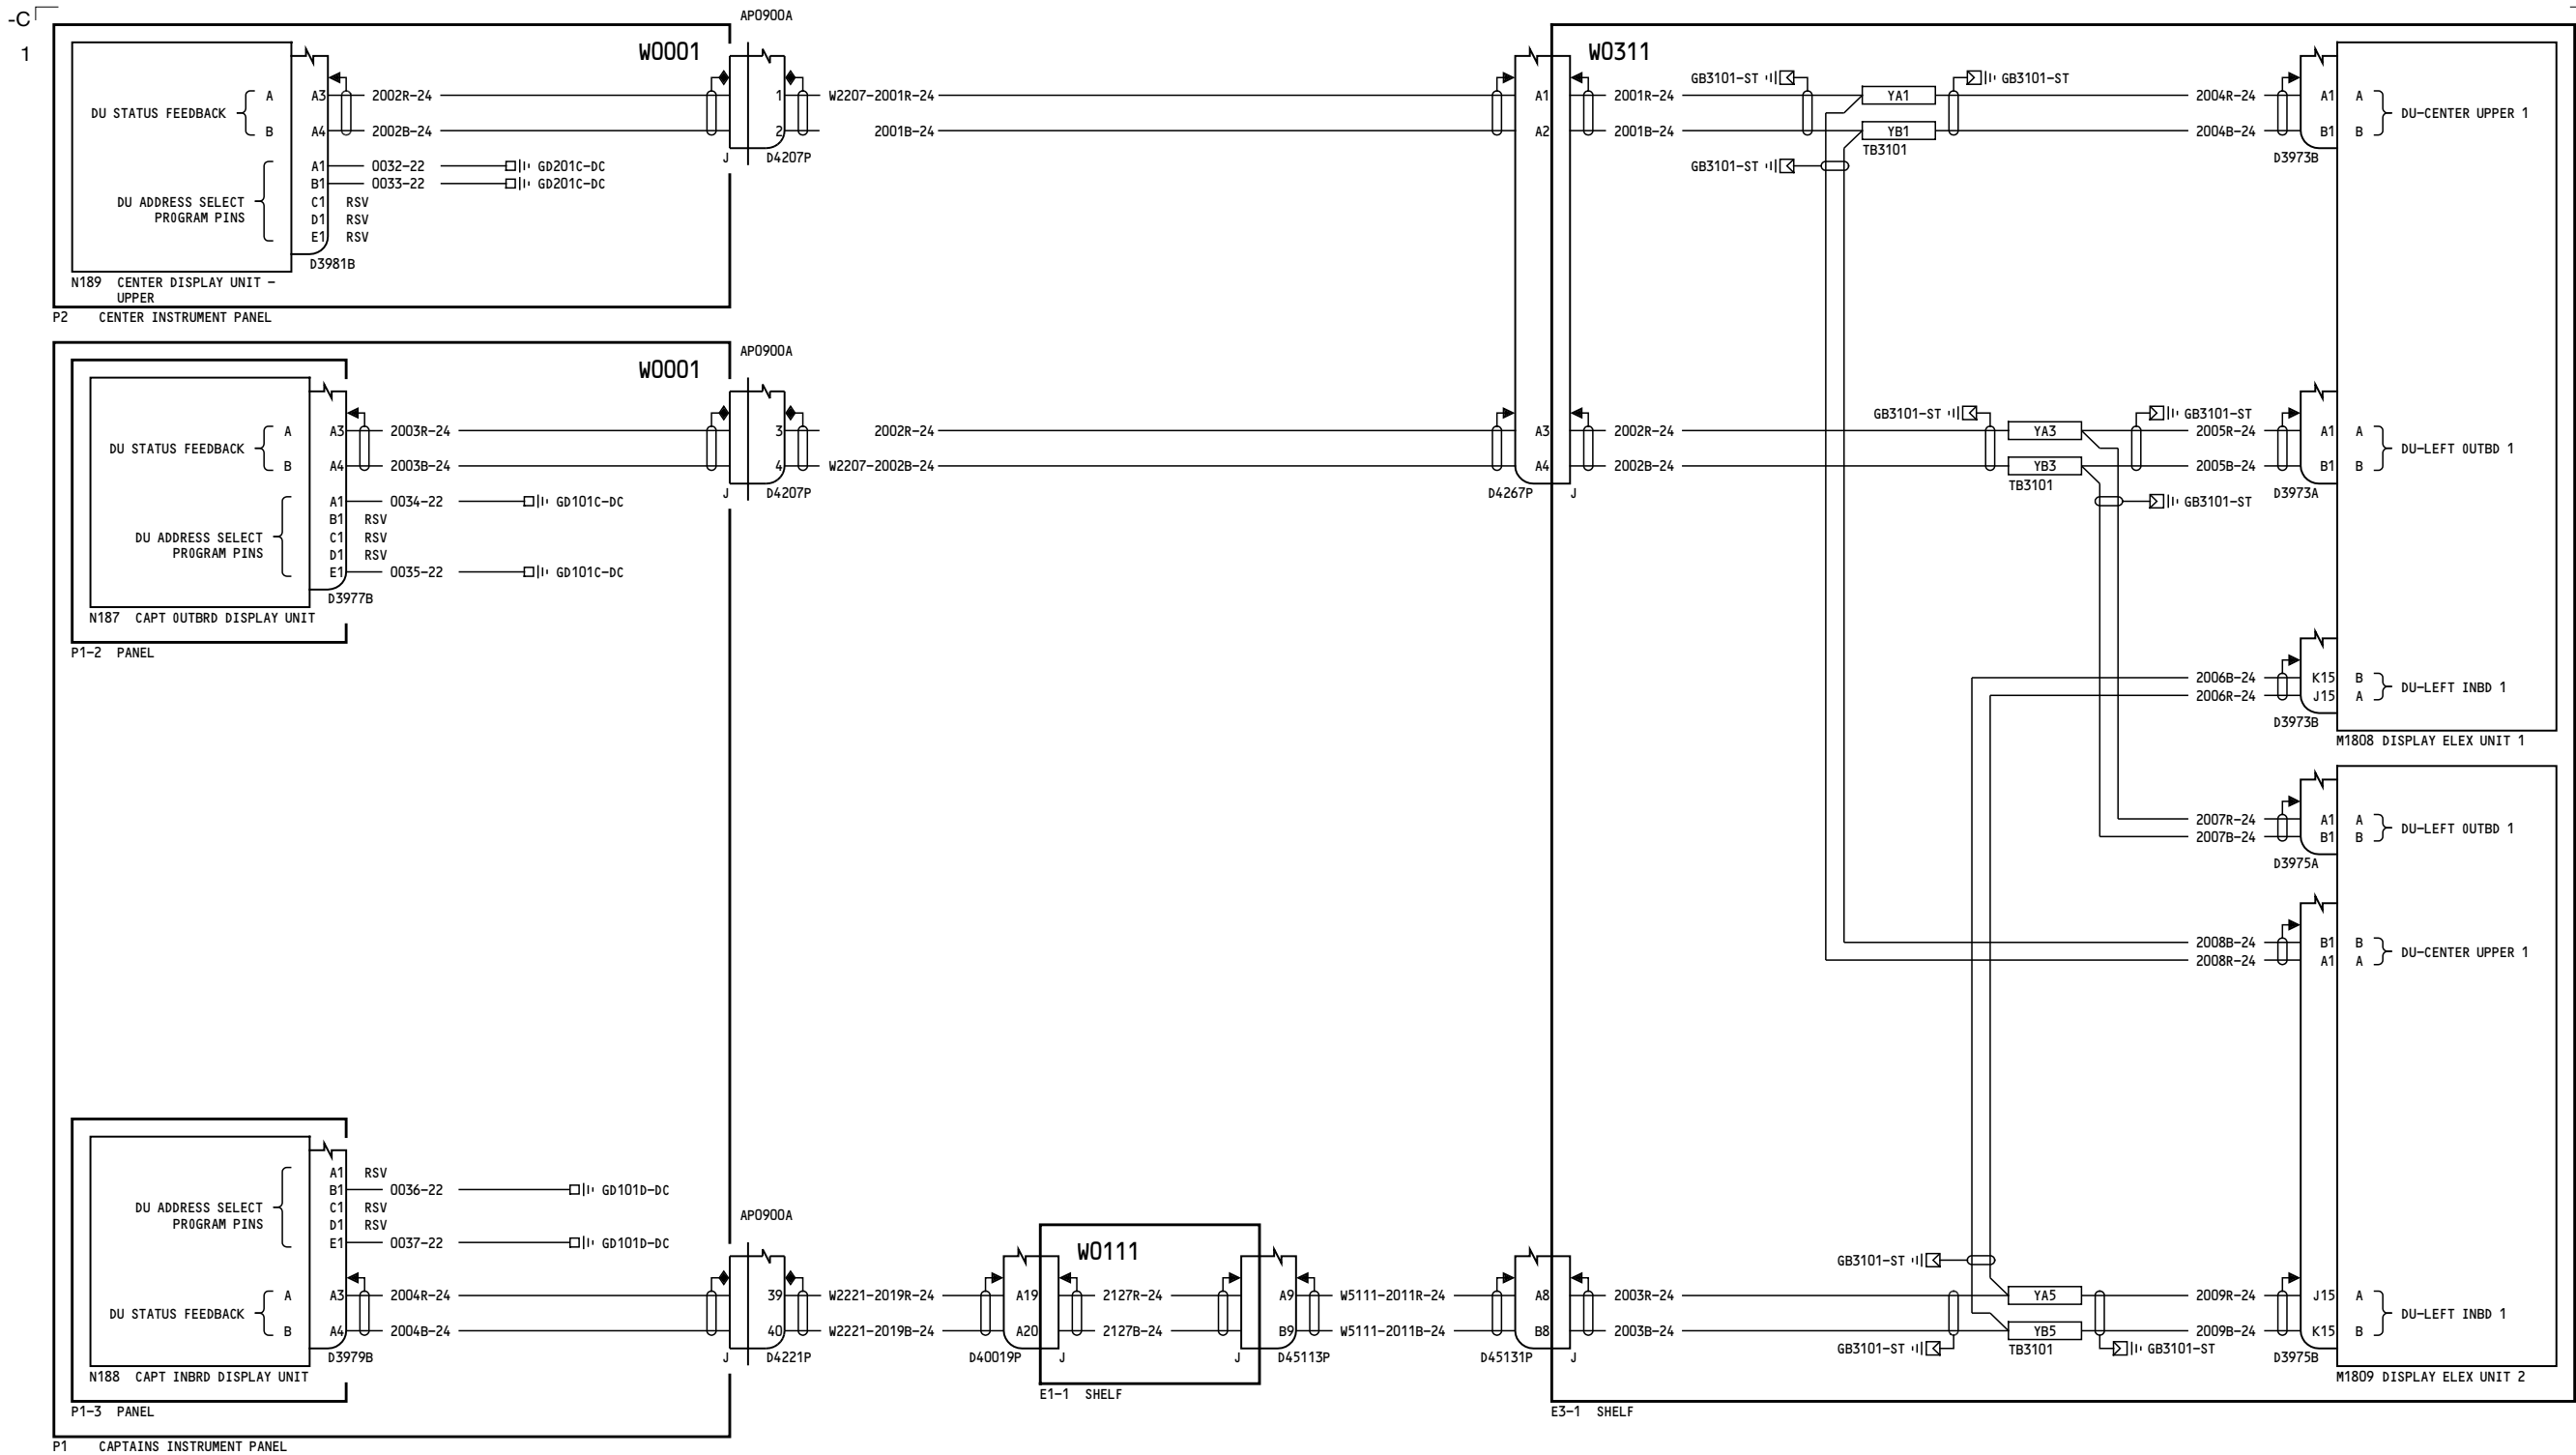 -C
1
AP0900A
W0001
W0311
DU STATUS FEEDBACK
A
B
A3
A4
2002R-24
2002B-24
A1
B1
C1
D1
E1
0032-22
0033-22
RSV
RSV
RSV
GD201C-DC
GD201C-DC
DU ADDRESS SELECT
PROGRAM PINS
D3981B
N189 CENTER DISPLAY UNIT -
UPPER
P2 CENTER INSTRUMENT PANEL
1
2
J
D4207P
W2207-2001R-24
2001B-24
A1
A2
2001R-24
2001B-24
GB3101-ST
GB3101-ST
GB3101-ST
YA1
YB1
TB3101
2004R-24
2004B-24
A1
B1
D3973B
A
B
DU-CENTER UPPER 1
AP0900A
W0001
DU STATUS FEEDBACK
A
B
A3
A4
2003R-24
2003B-24
A1
B1
C1
D1
E1
0034-22
RSV
RSV
RSV
0035-22
GD101C-DC
GD101C-DC
DU ADDRESS SELECT
PROGRAM PINS
D3977B
N187 CAPT OUTBRD DISPLAY UNIT
P1-2 PANEL
3
4
J
D4207P
2002R-24
W2207-2002B-24
A3
A4
D4267P
J
2002R-24
2002B-24
GB3101-ST
GB3101-ST
GB3101-ST
YA3
YB3
TB3101
2005R-24
2005B-24
A1
B1
D3973A
A
B
DU-LEFT OUTBD 1
2006B-24
2006R-24
K15
J15
D3973B
B
A
DU-LEFT INBD 1
M1808 DISPLAY ELEX UNIT 1
2007R-24
2007B-24
A1
B1
D3975A
A
B
DU-LEFT OUTBD 1
2008B-24
2008R-24
B1
A1
B
A
DU-CENTER UPPER 1
DU ADDRESS SELECT
PROGRAM PINS
A1
B1
C1
D1
E1
RSV
0036-22
RSV
RSV
0037-22
GD101D-DC
GD101D-DC
DU STATUS FEEDBACK
A
B
A3
A4
2004R-24
2004B-24
D3979B
N188 CAPT INBRD DISPLAY UNIT
P1-3 PANEL
P1 CAPTAINS INSTRUMENT PANEL
AP0900A
39
40
J
D4221P
W2221-2019R-24
W2221-2019B-24
A19
A20
D40019P
J
W0111
2127R-24
2127B-24
J
A9
B9
D45113P
E1-1 SHELF
W5111-2011R-24
W5111-2011B-24
A8
B8
D45131P
J
2003R-24
2003B-24
GB3101-ST
GB3101-ST
GB3101-ST
YA5
YB5
TB3101
2009R-24
2009B-24
J15
K15
D3975B
A
B
DU-LEFT INBD 1
M1809 DISPLAY ELEX UNIT 2
E3-1 SHELF